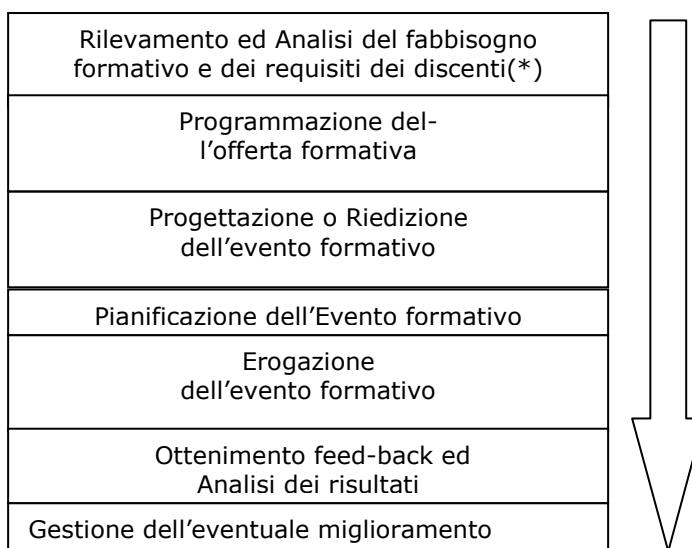 Rilevamento ed Analisi del fabbisogno
formativo e dei requisiti dei discenti(*)
Programmazione del-
l’offerta formativa
Progettazione o Riedizione
dell’evento formativo
Pianificazione dell’Evento formativo
Erogazione
dell’evento formativo
Ottenimento feed-back ed
Analisi dei risultati
Gestione dell’eventuale miglioramento